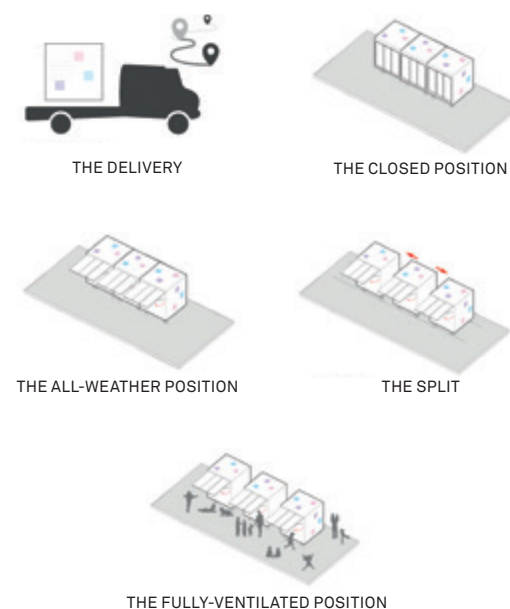 THE DELIVERY
THE CLOSED POSITION
THE ALL-WEATHER POSITION
THE SPLIT
THE FULLY-VENTILATED POSITION